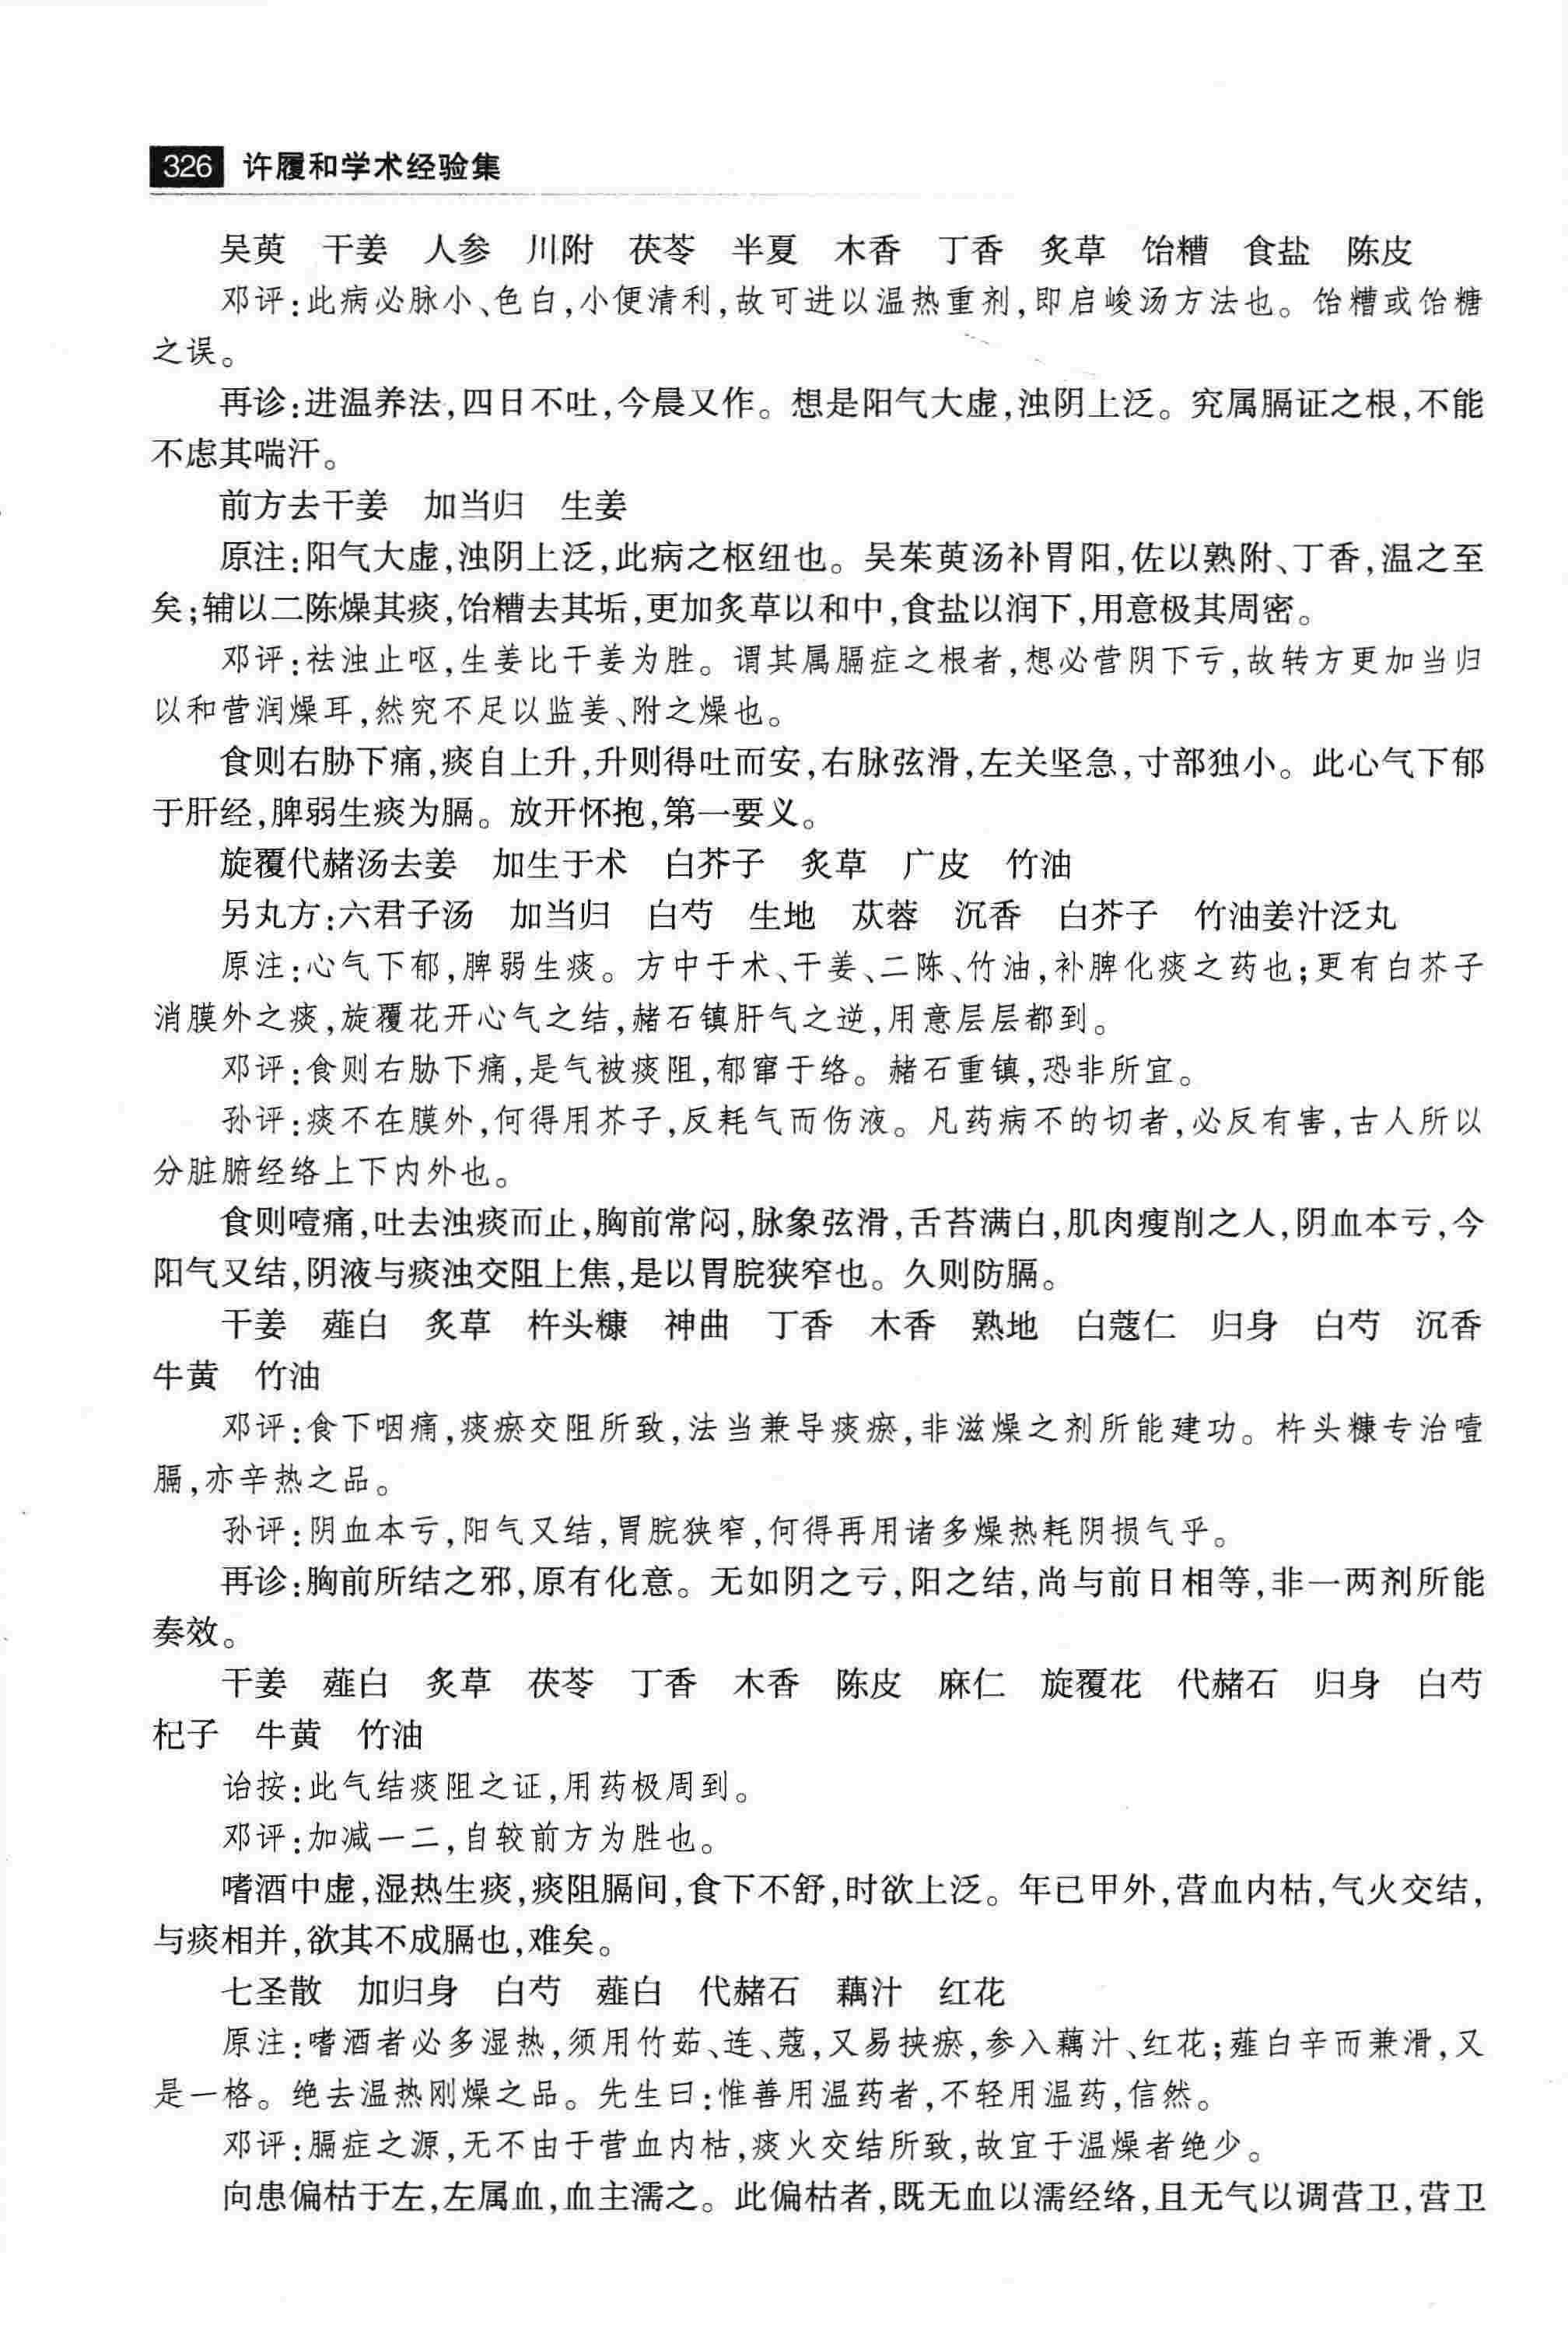 326 许履和学术经验集
吴萸 干姜 人参 川附 茯苓 半夏 木香 丁香 炙草 饴糟 食盐 陈皮
邓评:此病必脉小、色白,小便清利,故可进以温热重剂,即启峻汤方法也。饴糟或饴糖
之误。
再诊:进温养法,四日不吐,今晨又作。想是阳气大虚,浊阴上泛。究属膈证之根,不能
不虑其喘汗。
前方去干姜 加当归 生姜
原注:阳气大虚,浊阴上泛,此病之枢纽也。吴茱萸汤补胃阳,佐以熟附、丁香,温之至
矣;辅以二陈燥其痰,饴糟去其垢,更加炙草以和中,食盐以润下,用意极其周密。
邓评:祛浊止呕,生姜比干姜为胜。谓其属膈症之根者,想必营阴下亏,故转方更加当归
以和营润燥耳,然究不足以监姜、附之燥也。
食则右胁下痛,痰自上升,升则得吐而安,右脉弦滑,左关坚急,寸部独小。此心气下郁
于肝经,脾弱生痰为膈。放开怀抱,第一要义。
旋覆代赭汤去姜 加生于术 白芥子 炙草 广皮 竹油
另丸方:六君子汤 加当归 白芍 生地 苁蓉 沉香 白芥子 竹油姜汁泛丸
原注:心气下郁,脾弱生痰。方中于术、干姜、二陈、竹油,补脾化痰之药也;更有白芥子
消膜外之痰,旋覆花开心气之结,赭石镇肝气之逆,用意层层都到。
邓评:食则右胁下痛,是气被痰阻,郁窜于络。赭石重镇,恐非所宜。
孙评:痰不在膜外,何得用芥子,反耗气而伤液。凡药病不的切者,必反有害,古人所以
分脏腑经络上下内外也。
食则噎痛,吐去浊痰而止,胸前常闷,脉象弦滑,舌苔满白,肌肉瘦削之人,阴血本亏,今
阳气又结,阴液与痰浊交阻上焦,是以胃脘狭窄也。久则防膈。
干姜 薤白 炙草 杵头糠 神曲 丁香 木香 熟地 白蔻仁 归身 白芍 沉香
牛黄 竹油
邓评:食下咽痛,痰瘀交阻所致,法当兼导痰瘀,非滋燥之剂所能建功。杵头糠专治噎
膈,亦辛热之品。
孙评:阴血本亏,阳气又结,胃脘狭窄,何得再用诸多燥热耗阴损气乎。
再诊:胸前所结之邪,原有化意。无如阴之亏,阳之结,尚与前日相等,非一两剂所能
奏效。
干姜 薤白 炙草 茯苓 丁香 木香 陈皮 麻仁 旋覆花 代赭石 归身 白芍
杞子 牛黄 竹油
诒按:此气结痰阻之证,用药极周到。
邓评:加减一二,自较前方为胜也。
嗜酒中虚,湿热生痰,痰阻膈间,食下不舒,时欲上泛。年已甲外,营血内枯,气火交结,
与痰相并,欲其不成膈也,难矣。
七圣散 加归身 白芍 薤白 代赭石 藕汁 红花
原注:嗜酒者必多湿热,须用竹茹、连、蔻,又易挟瘀,参入藕汁、红花;薤白辛而兼滑,又
是一格。绝去温热刚燥之品。先生曰:惟善用温药者,不轻用温药,信然。
邓评:膈症之源,无不由于营血内枯,痰火交结所致,故宜于温燥者绝少。
向患偏枯于左,左属血,血主濡之。此偏枯者,既无血以濡经络,且无气以调营卫,营卫